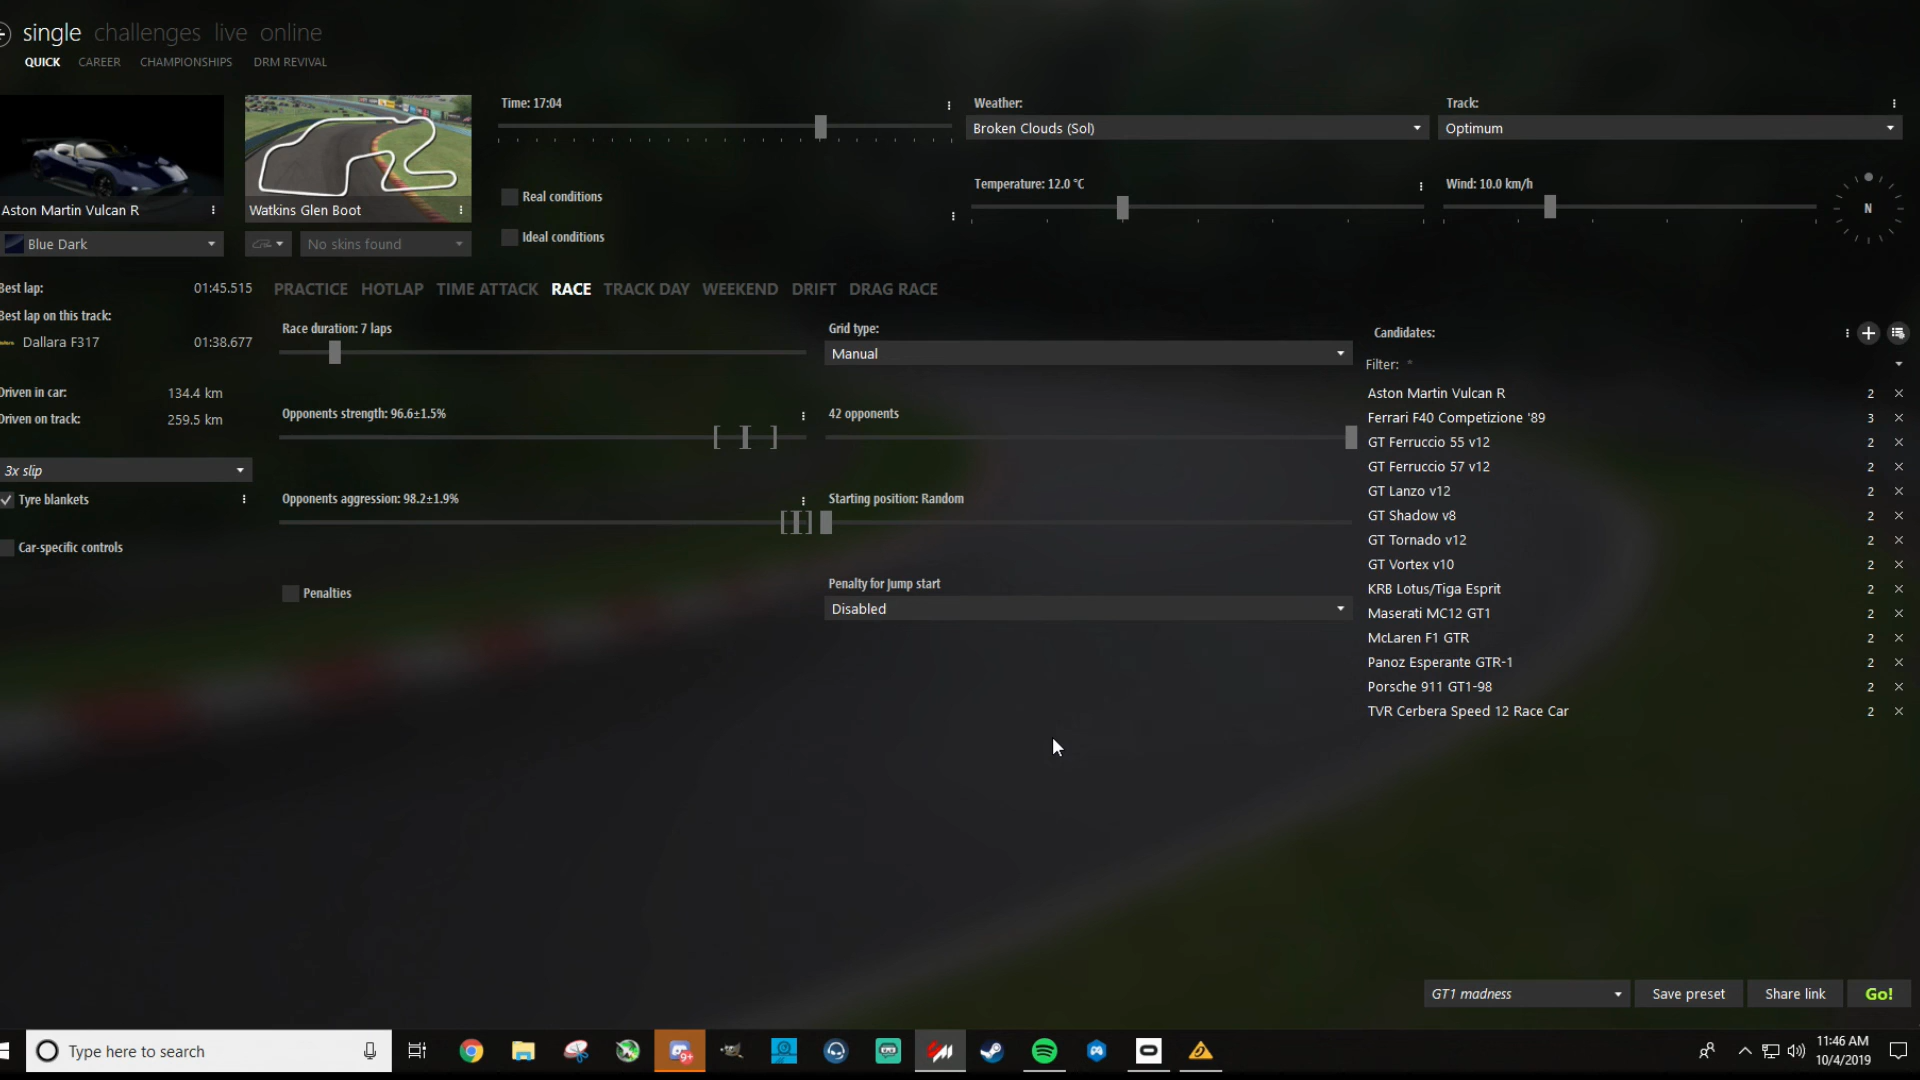 single challenges live online
QUICK CAREER CHAMPIONSHIPS DRM REVIVAL
Aston Martin Vulcan R
Watkins Glen Boot
Blue Dark
No skins found
Time: 17:04
Real conditions
Ideal conditions
Weather:
Broken Clouds (Sol)
Track:
Optimum
Temperature: 12.0 °C
Wind: 10.0 km/h
N
Best lap: 01:45.515
Best lap on this track:
Dallara F317 01:38.677
Driven in car: 134.4 km
Driven on track: 259.5 km
3x slip
Tyre blankets
Car-specific controls
PRACTICE HOTLAP TIME ATTACK RACE TRACK DAY WEEKEND DRIFT DRAG RACE
Race duration: 7 laps
Opponents strength: 96.6±1.5%
Opponents aggression: 98.2±1.9%
Penalties
Grid type:
Manual
42 opponents
Starting position: Random
Penalty for jump start
Disabled
Candidates:
Filter: *
Aston Martin Vulcan R 2
Ferrari F40 Competizione '89 3
GT Ferruccio 55 v12 2
GT Ferruccio 57 v12 2
GT Lanzo v12 2
GT Shadow v8 2
GT Tornado v12 2
GT Vortex v10 2
KRB Lotus/Tiga Esprit 2
Maserati MC12 GT1 2
McLaren F1 GTR 2
Panoz Esperante GTR-1 2
Porsche 911 GT1-98 2
TVR Cerbera Speed 12 Race Car 2
GT1 madness
Save preset
Share link
Go!
Type here to search
9+
11:46 AM
10/4/2019